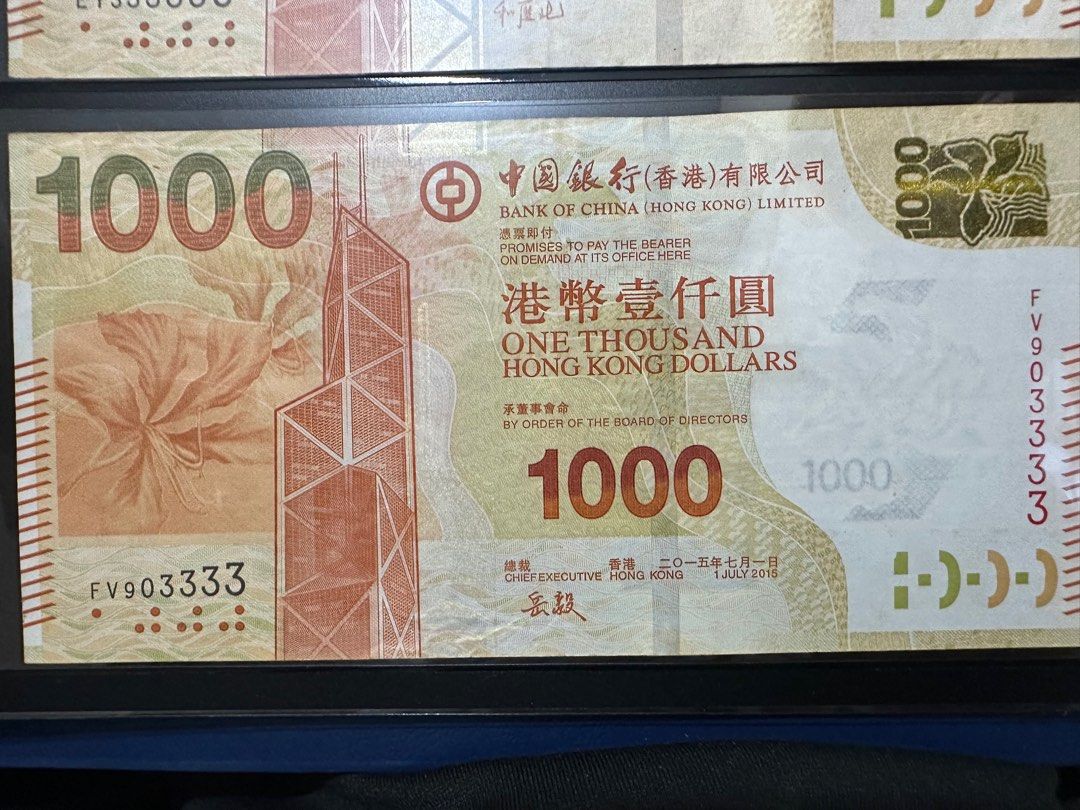 1000
中國銀行(香港)有限公司
BANK OF CHINA (HONG KONG) LIMITED
憑票即付
PROMISES TO PAY THE BEARER
ON DEMAND AT ITS OFFICE HERE
港幣壹仟圓
ONE THOUSAND
HONG KONG DOLLARS
承董事會命
BY ORDER OF THE BOARD OF DIRECTORS
1000
總裁 香港 二〇一五年七月一日
CHIEF EXECUTIVE HONG KONG 1 JULY 2015
岳毅
FV903333
1000
1000
FV903333